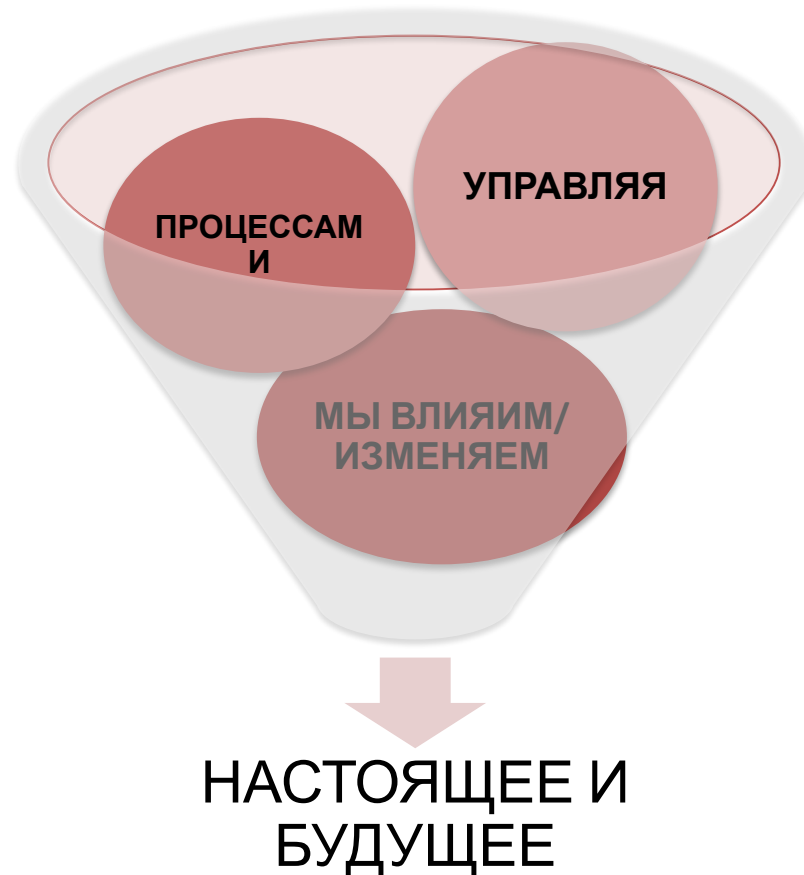 УПРАВЛЯЯ
ПРОЦЕССАМ
И
МЫ ВЛИЯИМ/
ИЗМЕНЯЕМ
НАСТОЯЩЕЕ И
БУДУЩЕЕ